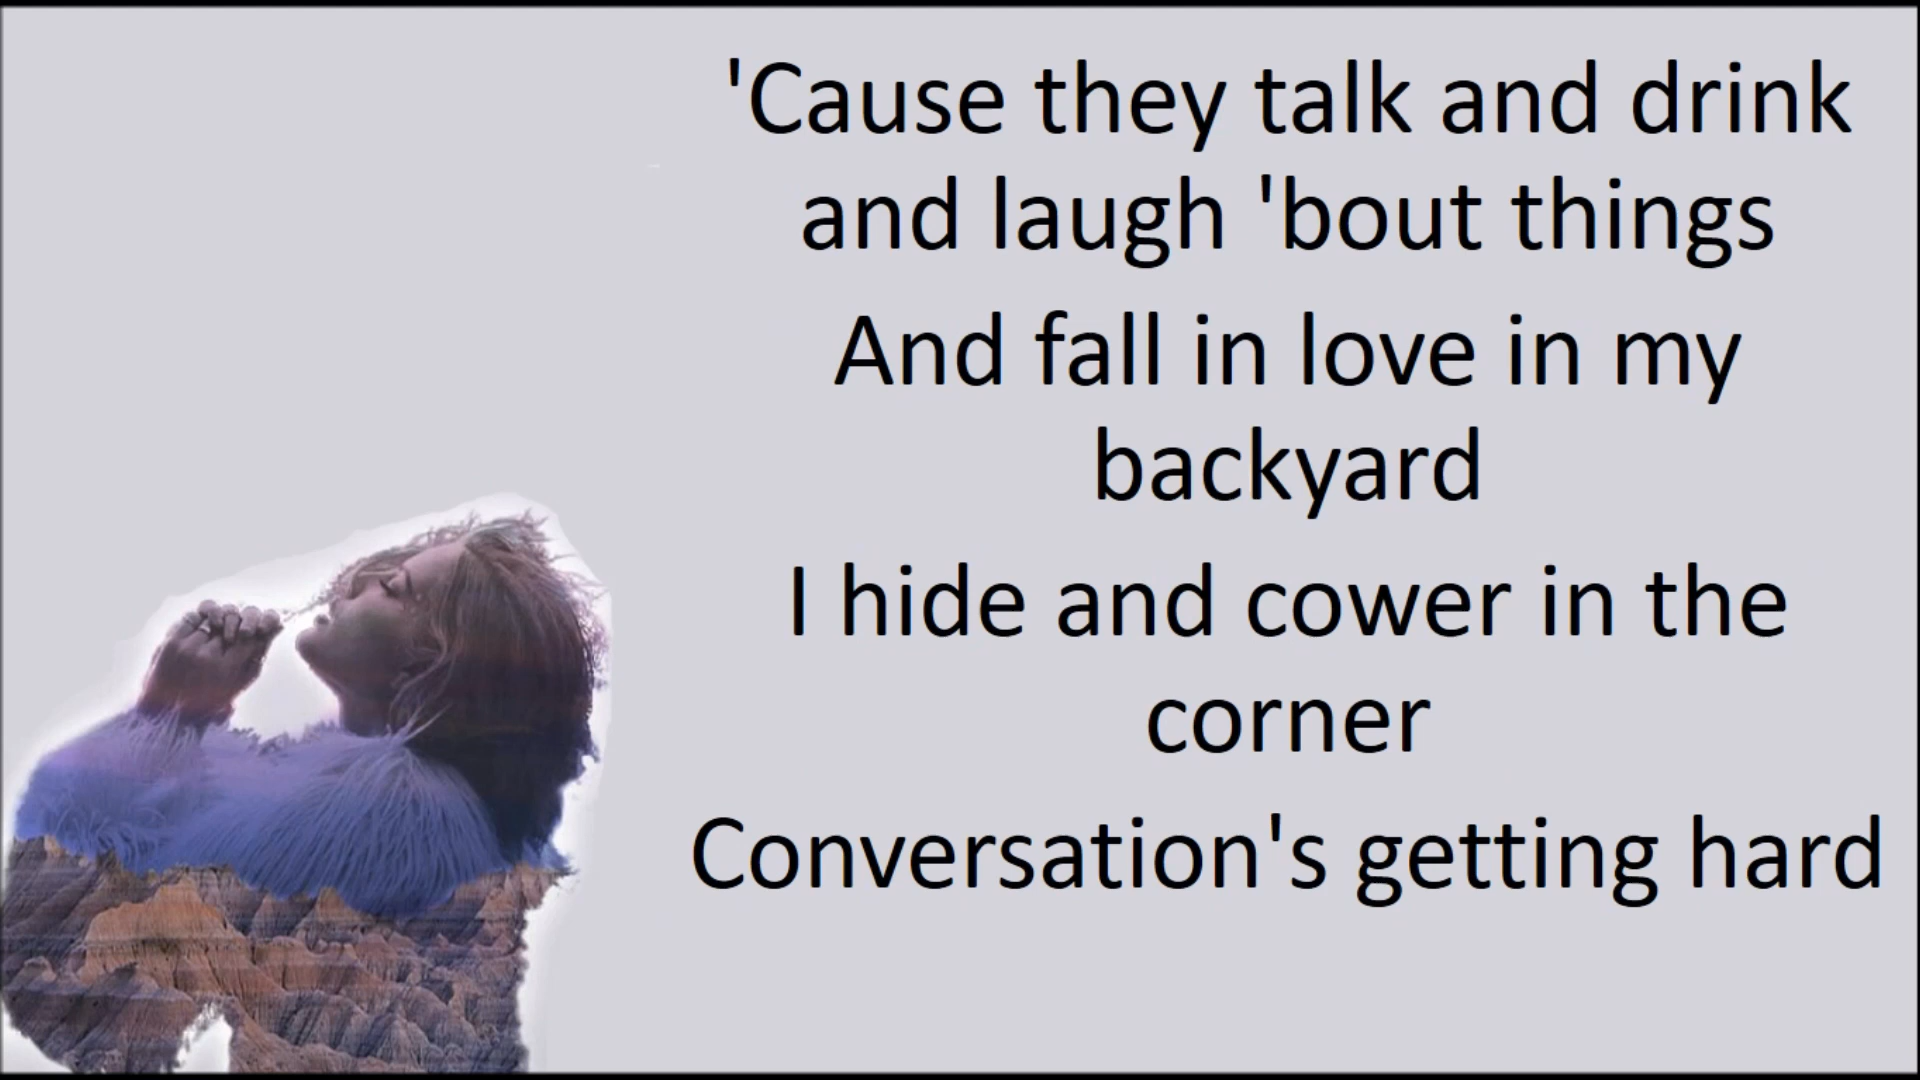 'Cause they talk and drink
and laugh 'bout things
And fall in love in my
backyard
I hide and cower in the
corner
Conversation's getting hard